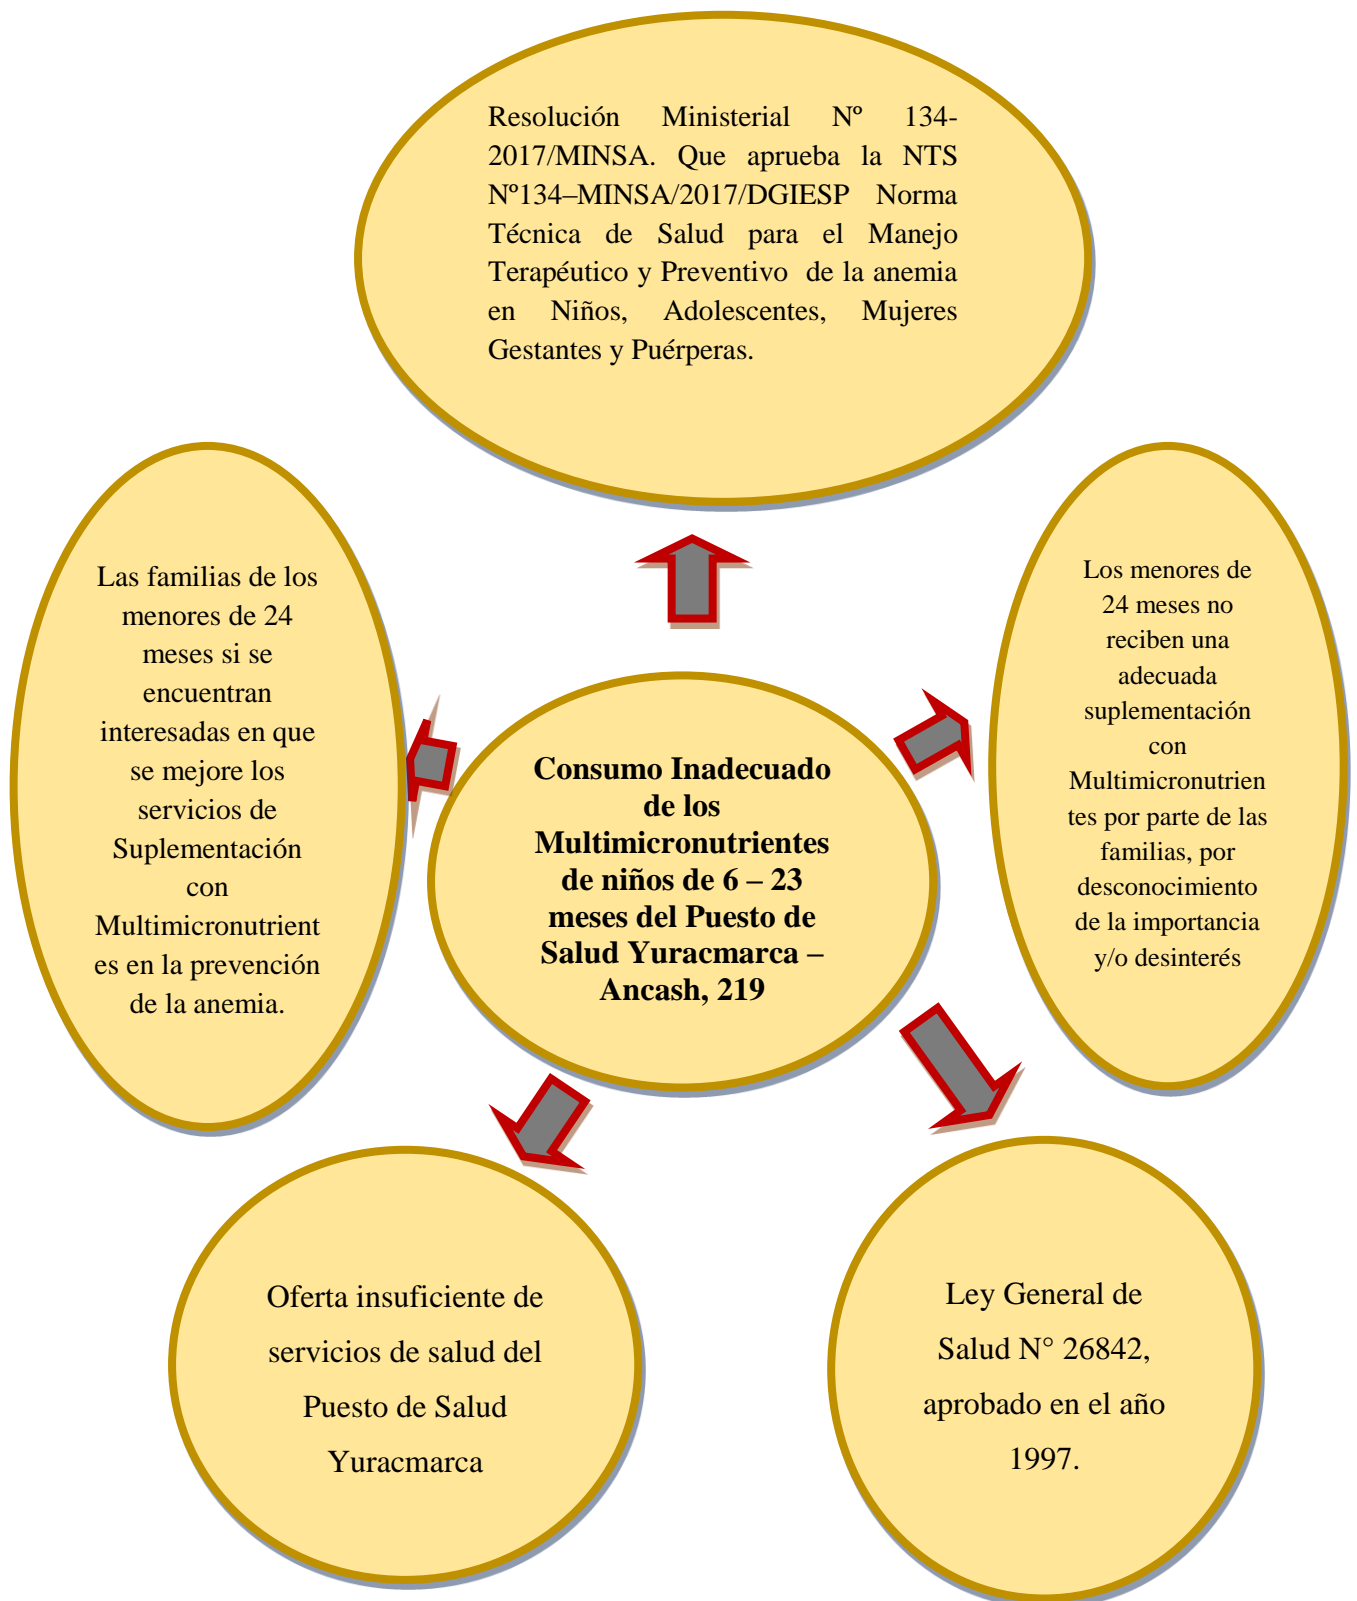 Resolución Ministerial Nº 134-
2017/MINSA. Que aprueba la NTS
Nº134–MINSA/2017/DGIESP Norma
Técnica de Salud para el Manejo
Terapéutico y Preventivo de la anemia
en Niños, Adolescentes, Mujeres
Gestantes y Puérperas.
Las familias de los
menores de 24
meses si se
encuentran
interesadas en que
se mejore los
servicios de
Suplementación
con
Multimicronutrient
es en la prevención
de la anemia.
Consumo Inadecuado
de los
Multimicronutrientes
de niños de 6 – 23
meses del Puesto de
Salud Yuracmarca –
Ancash, 219
Los menores de
24 meses no
reciben una
adecuada
suplementación
con
Multimicronutrien
tes por parte de las
familias, por
desconocimiento
de la importancia
y/o desinterés
Oferta insuficiente de
servicios de salud del
Puesto de Salud
Yuracmarca
Ley General de
Salud N° 26842,
aprobado en el año
1997.